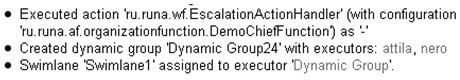 Executed action 'ru.runa.wf.EscalationActionHandler' (with configuration
'ru.runa.af.organizationfunction.DemoChiefFunction') as '-'
Created dynamic group 'Dynamic Group24' with executors: attila, nero
Swimlane 'Swimlane1' assigned to executor 'Dynamic Group'.